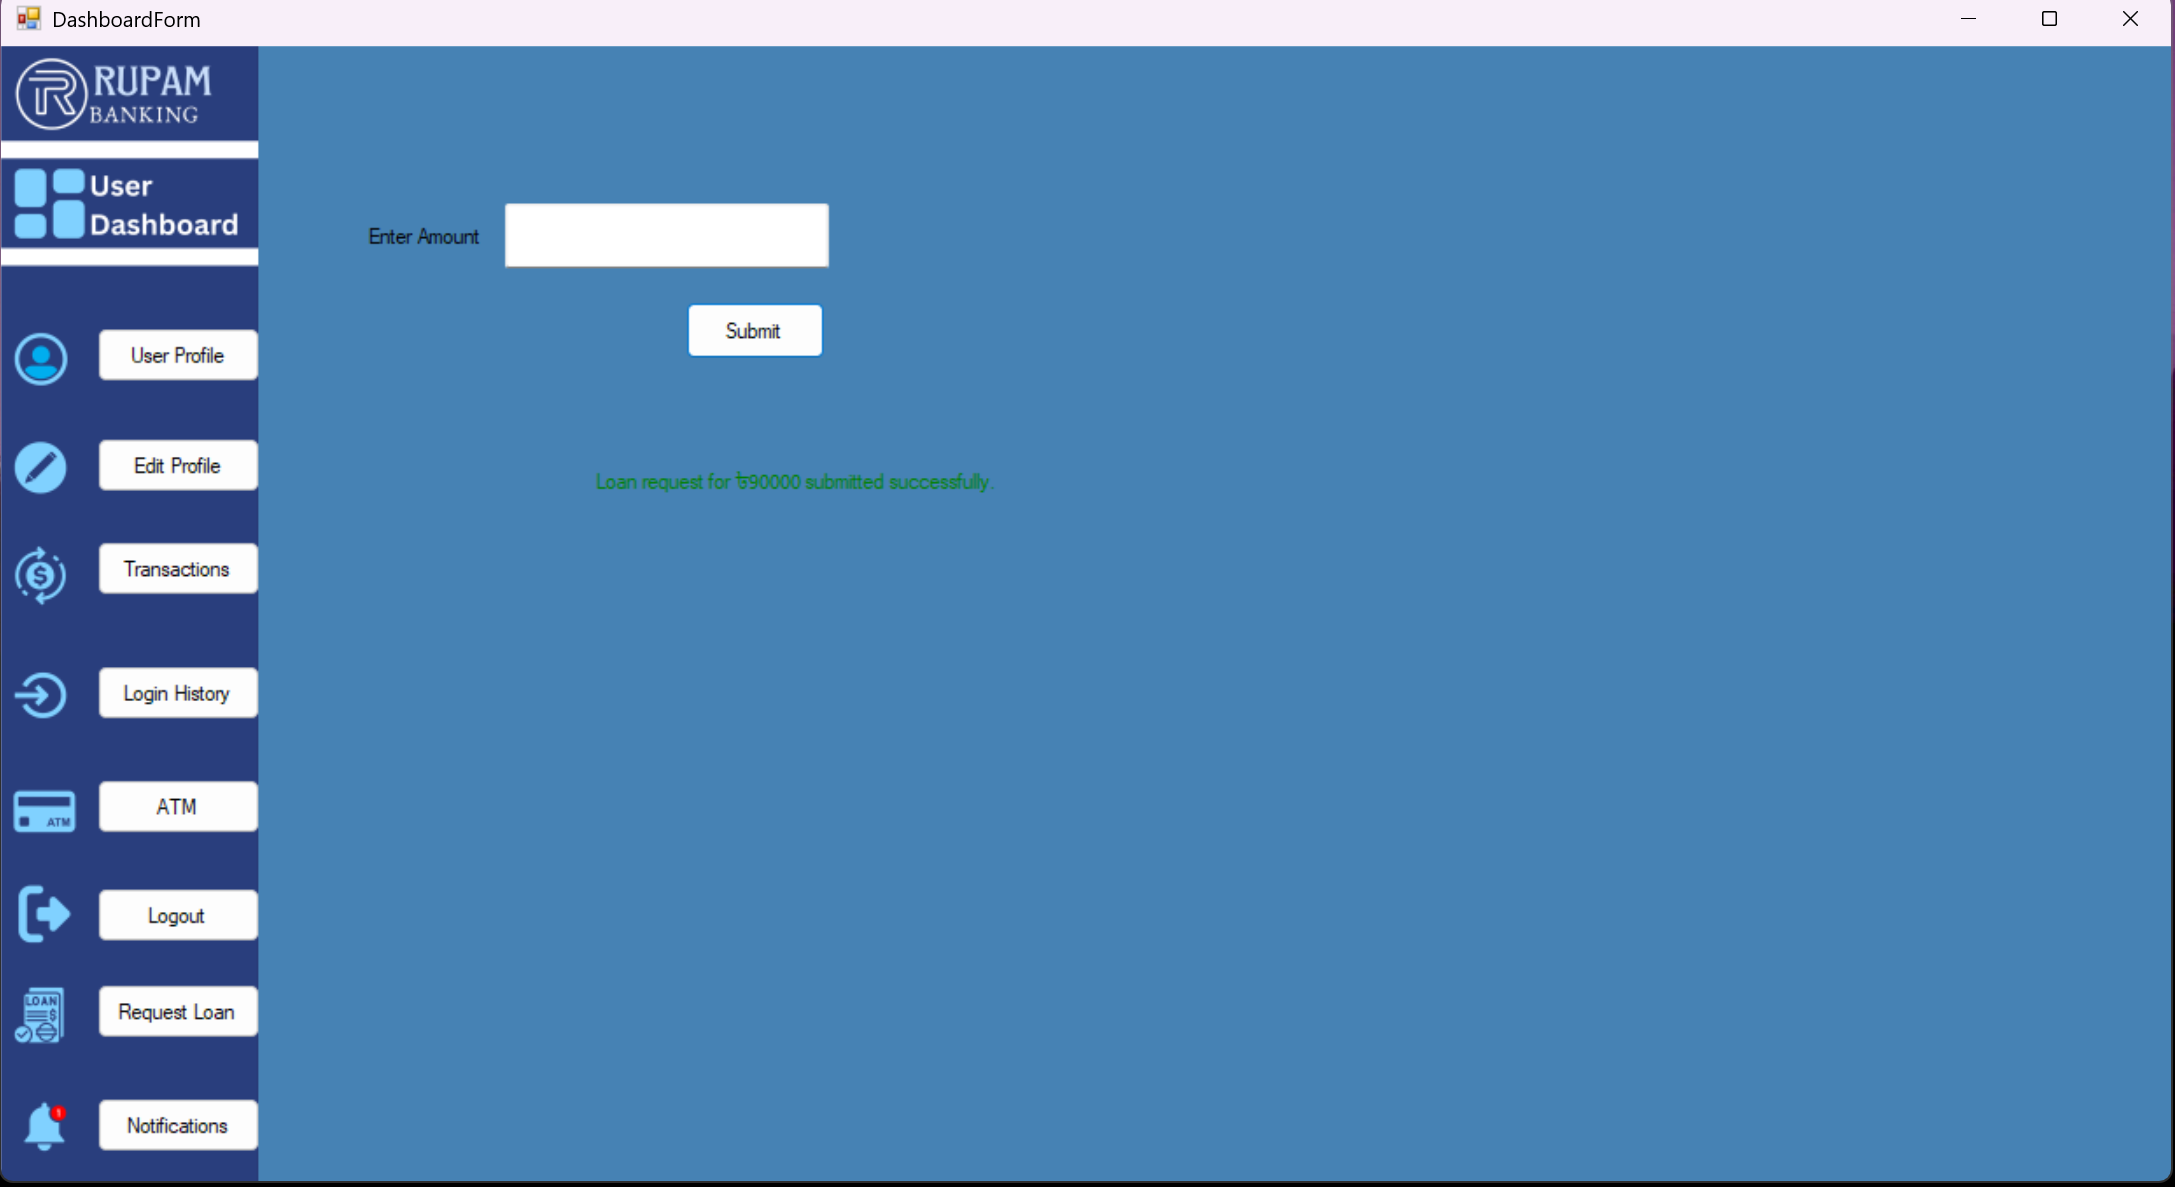 DashboardForm
RUPAM
BANKING
User
Dashboard
Enter Amount
Submit
Loan request for ৳90000 submitted successfully.
User Profile
Edit Profile
Transactions
Login History
ATM
ATM
Logout
LOAN
$
Request Loan
1
Notifications